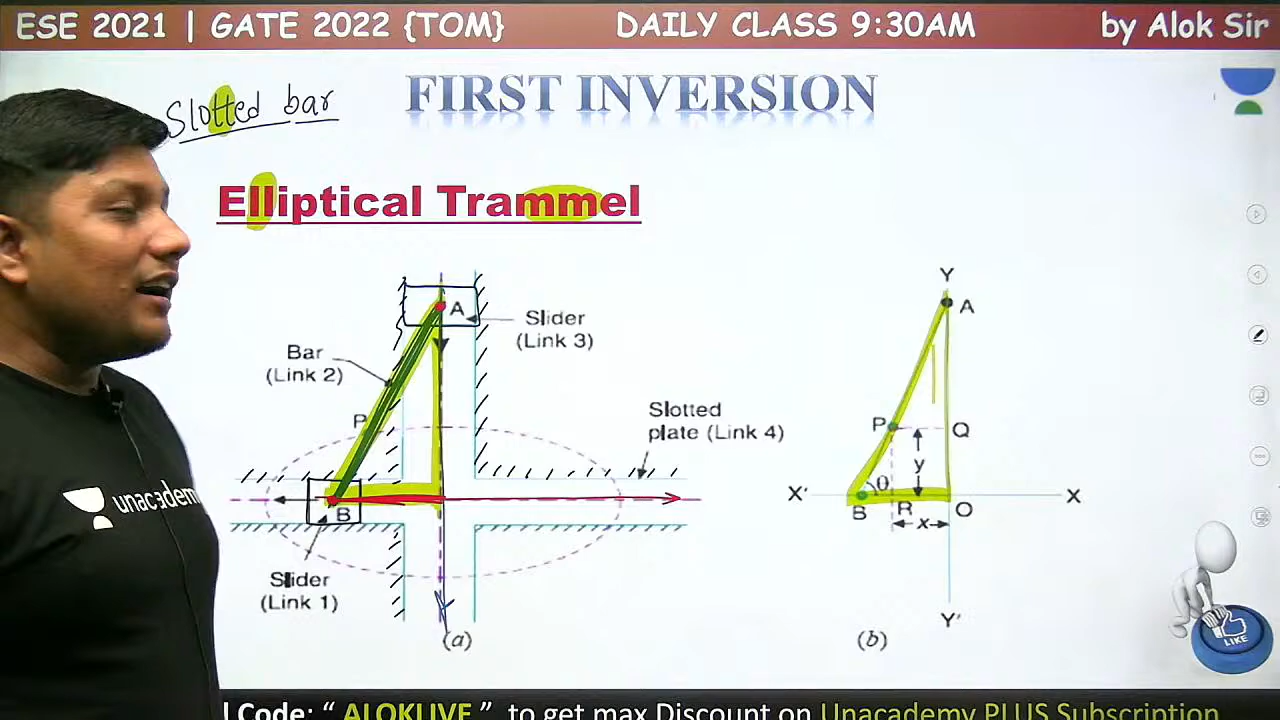 ESE 2021 | GATE 2022 {TOM} DAILY CLASS 9:30AM by Alok Sir
Slotted bar
FIRST INVERSION
Elliptical Trammel
A
Slider
(Link 3)
Bar
(Link 2)
P
Slotted
plate (Link 4)
B
Slider
(Link 1)
(a)
Y
A
P
Q
y
θ
X'
X
B
R
O
x
Y'
(b)
unacademy
LIKE
l Code: “ ALOKLIVE ” to get max Discount on Unacademy PLUS Subscription